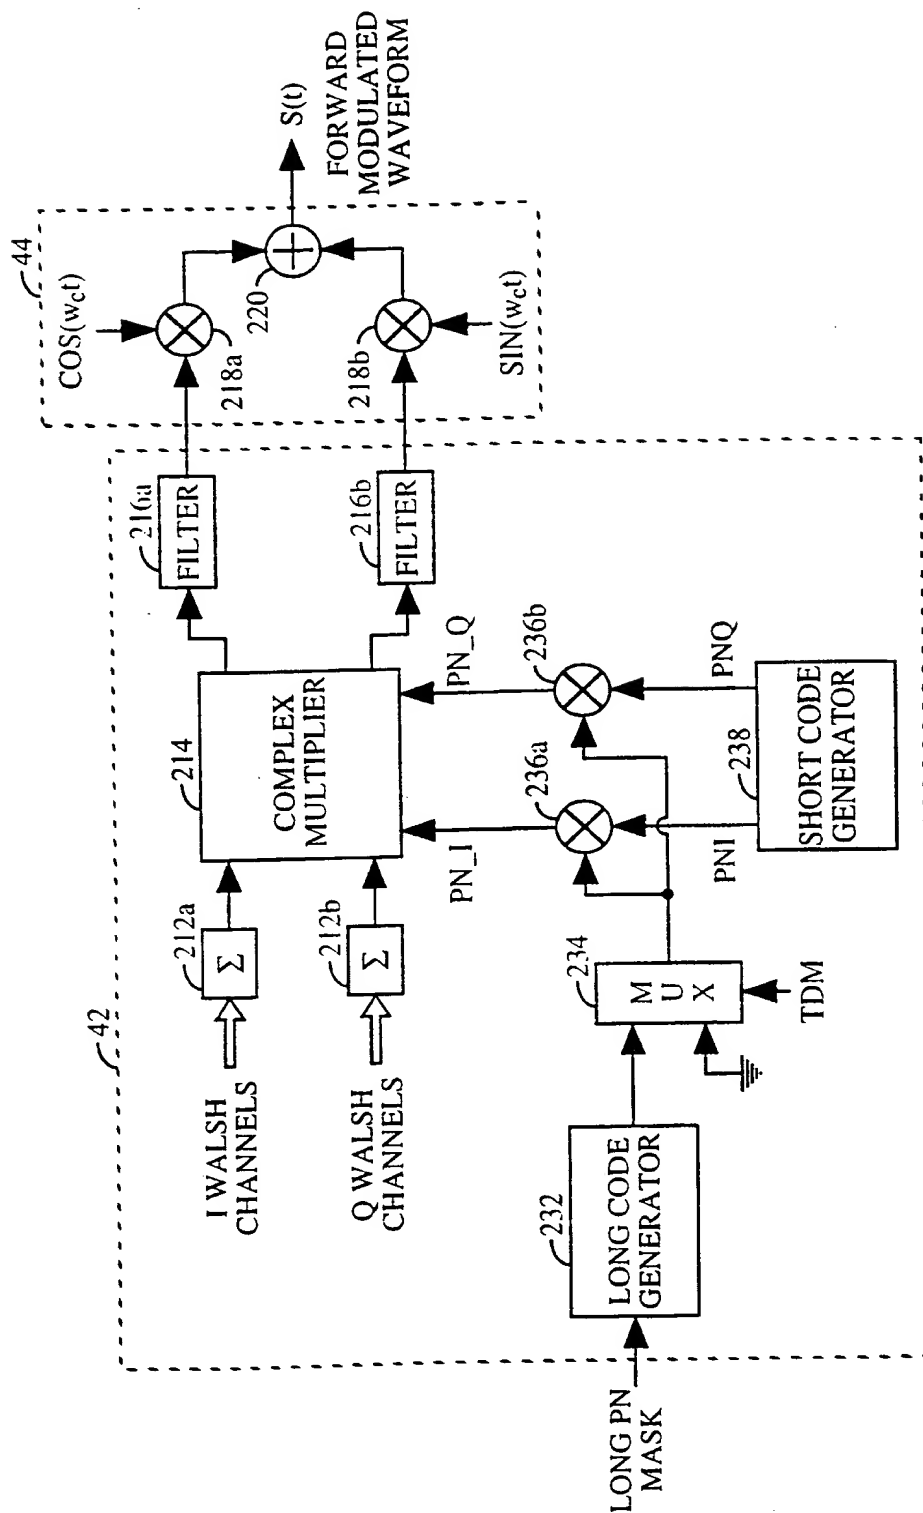 42
44
I WALSH
CHANNELS
212a
Σ
Q WALSH
CHANNELS
212b
Σ
214
COMPLEX
MULTIPLIER
216a
FILTER
216b
FILTER
COS(wct)
218a
218b
SIN(wct)
220
S(t)
FORWARD
MODULATED
WAVEFORM
PN_I
PN_Q
236a
236b
PNI
PNQ
238
SHORT CODE
GENERATOR
234
M
U
X
TDM
232
LONG CODE
GENERATOR
LONG PN
MASK